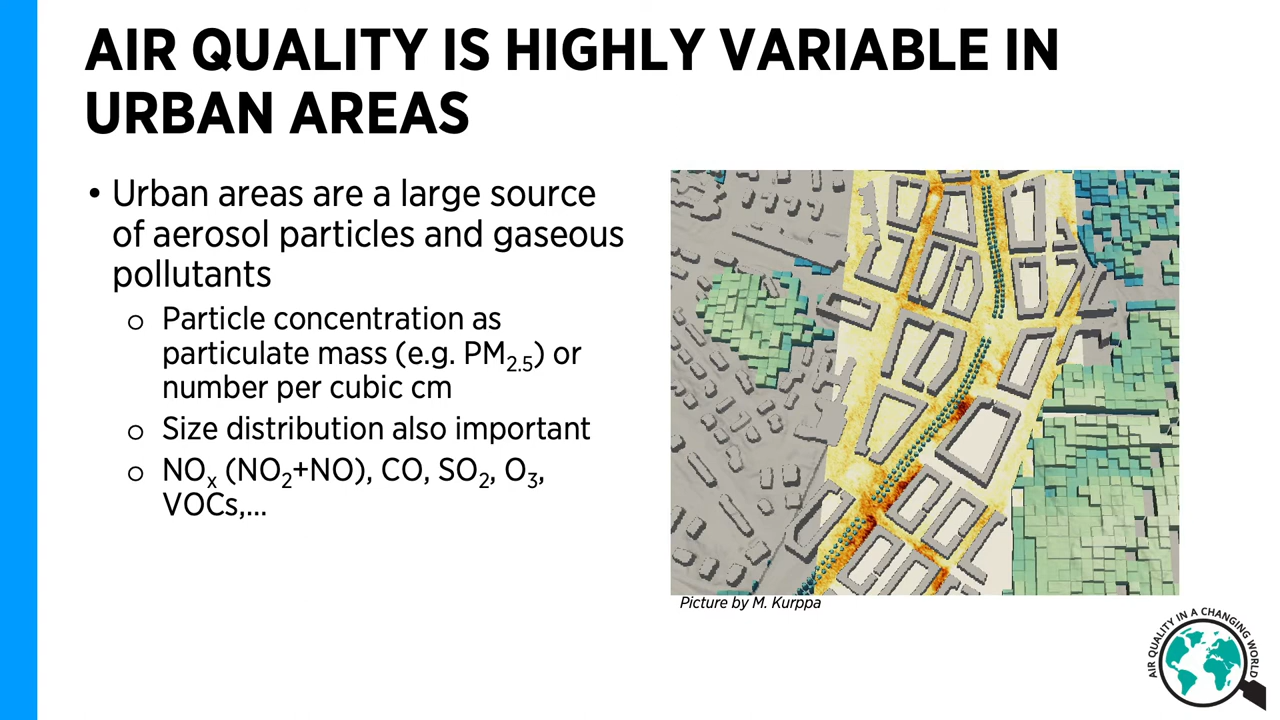 AIR QUALITY IS HIGHLY VARIABLE IN
URBAN AREAS
• Urban areas are a large source
of aerosol particles and gaseous
pollutants
o Particle concentration as
particulate mass (e.g. PM2.5) or
number per cubic cm
o Size distribution also important
o NOx (NO2+NO), CO, SO2, O3,
VOCs,...
Picture by M. Kurppa
AIR QUALITY IN A CHANGING WORLD